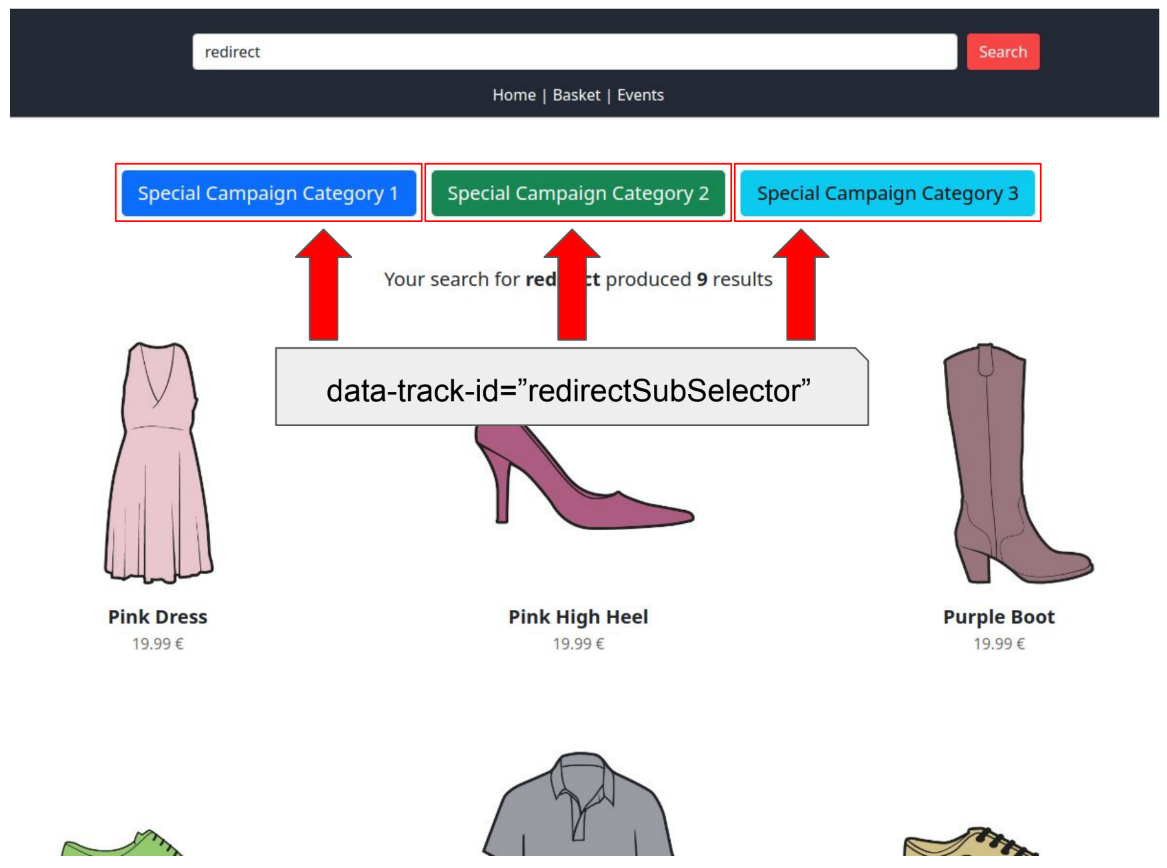 redirect
Search
Home | Basket | Events
Special Campaign Category 1
Special Campaign Category 2
Special Campaign Category 3
Your search for red ct produced 9 results
data-track-id=”redirectSubSelector”
Pink Dress
Pink High Heel
Purple Boot
19.99 €
19.99 €
19.99 €